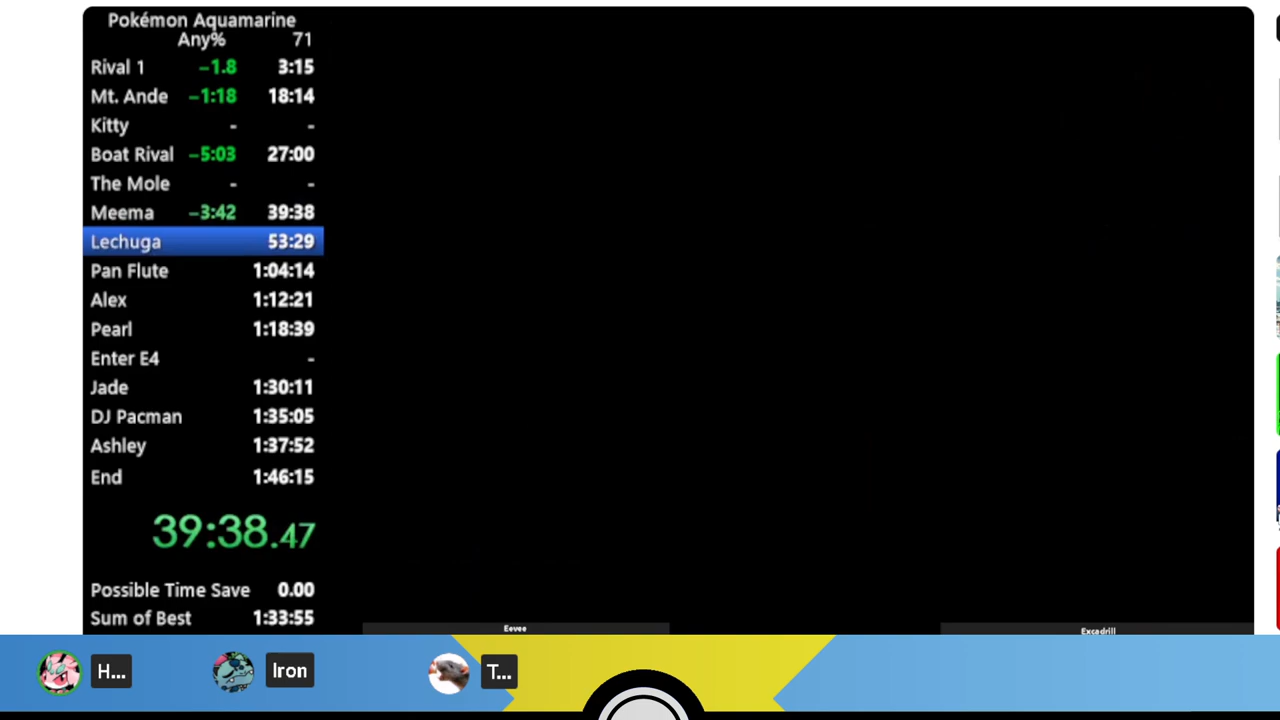 Pokémon Aquamarine
Any% 71
Rival 1 −1.8 3:15
Mt. Ande −1:18 18:14
Kitty - -
Boat Rival −5:03 27:00
The Mole - -
Meema −3:42 39:38
Lechuga 53:29
Pan Flute 1:04:14
Alex 1:12:21
Pearl 1:18:39
Enter E4 -
Jade 1:30:11
DJ Pacman 1:35:05
Ashley 1:37:52
End 1:46:15
39:38.47
Possible Time Save 0.00
Sum of Best 1:33:55
Eevee Excadrill
H... Iron T...